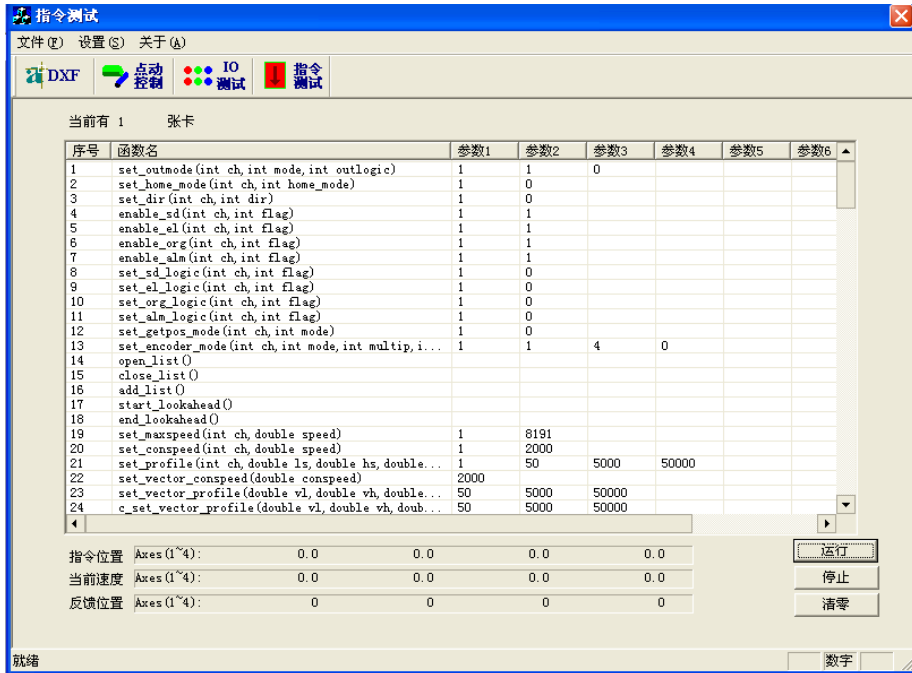 指令测试
文件(F) 设置(S) 关于(A)
DXF 点动控制 IO测试 指令测试
当前有 1 张卡
序号 函数名 参数1 参数2 参数3 参数4 参数5 参数6
1 set_outmode(int ch, int mode, int outlogic) 1 1 0
2 set_home_mode(int ch, int home_mode) 1 0
3 set_dir(int ch, int dir) 1 0
4 enable_sd(int ch, int flag) 1 1
5 enable_el(int ch, int flag) 1 1
6 enable_org(int ch, int flag) 1 1
7 enable_alm(int ch, int flag) 1 1
8 set_sd_logic(int ch, int flag) 1 0
9 set_el_logic(int ch, int flag) 1 0
10 set_org_logic(int ch, int flag) 1 0
11 set_alm_logic(int ch, int flag) 1 0
12 set_getpos_mode(int ch, int mode) 1 0
13 set_encoder_mode(int ch, int mode, int multip, i... 1 1 4 0
14 open_list()
15 close_list()
16 add_list()
17 start_lookahead()
18 end_lookahead()
19 set_maxspeed(int ch, double speed) 1 8191
20 set_conspeed(int ch, double speed) 1 2000
21 set_profile(int ch, double ls, double hs, double... 1 50 5000 50000
22 set_vector_conspeed(double conspeed) 2000
23 set_vector_profile(double vl, double vh, double... 50 5000 50000
24 c_set_vector_profile(double vl, double vh, doub... 50 5000 50000
指令位置 Axes(1~4): 0.0 0.0 0.0 0.0 运行
当前速度 Axes(1~4): 0.0 0.0 0.0 0.0 停止
反馈位置 Axes(1~4): 0 0 0 0 清零
就绪 数字